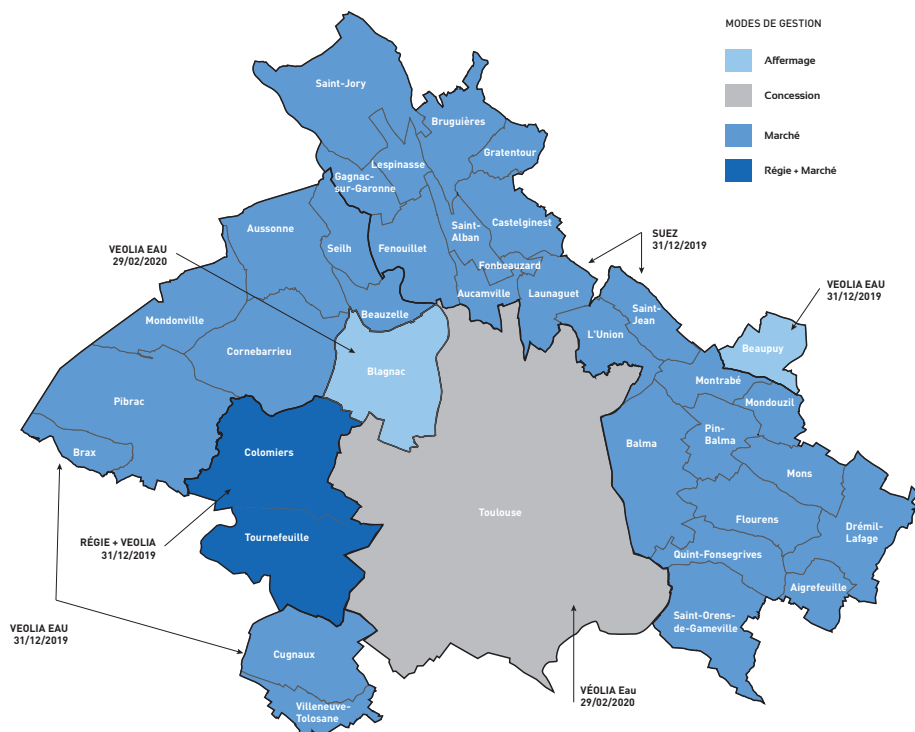 MODES DE GESTION
Affermage
Concession
Marché
Régie + Marché
Saint-Jory
Bruguières
Gratentour
Lespinasse
Gagnac-
sur-Garonne
Aussonne
Seilh
Fenouillet
Saint-
Alban
Castelginest
Fonbeauzard
Aucamville
Launaguet
SUEZ
31/12/2019
VEOLIA EAU
29/02/2020
VEOLIA EAU
31/12/2019
Mondonville
Beauzelle
Saint-
Jean
L'Union
Beaupuy
Cornebarrieu
Blagnac
Montrabé
Mondouzil
Pibrac
Pin-
Balma
Brax
Colomiers
Balma
Mons
Toulouse
Flourens
Drémil-
Lafage
RÉGIE + VEOLIA
31/12/2019
Tournefeuille
Quint-Fonsegrives
Aigrefeuille
Saint-Orens-
de-Gameville
VEOLIA EAU
31/12/2019
Cugnaux
Villeneuve-
Tolosane
VÉOLIA Eau
29/02/2020